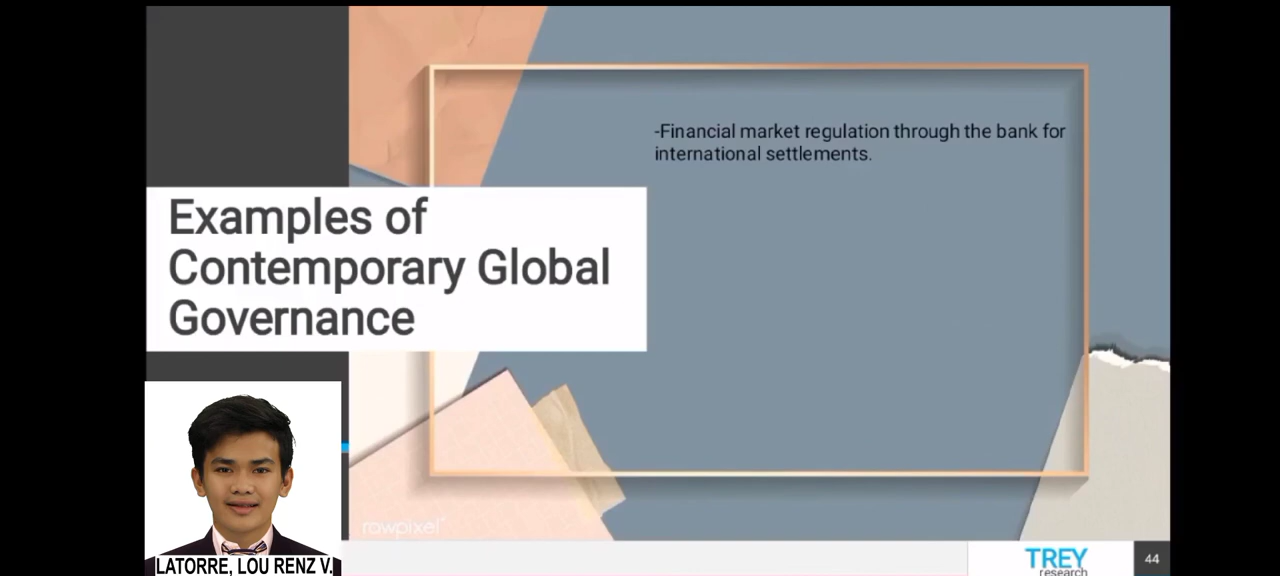 -Financial market regulation through the bank for
international settlements.
Examples of
Contemporary Global
Governance
rawpixel
LATORRE, LOU RENZ V.
TREY
research
44